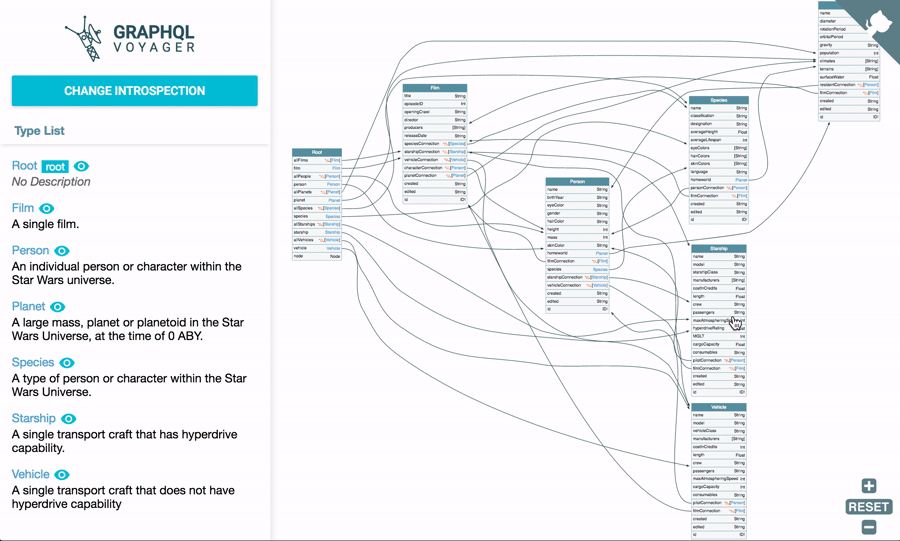 GRAPHQL
VOYAGER
CHANGE INTROSPECTION
Type List
Root root
No Description
Film
A single film.
Person
An individual person or character within the
Star Wars universe.
Planet
A large mass, planet or planetoid in the Star
Wars Universe, at the time of 0 ABY.
Species
A type of person or character within the Star
Wars Universe.
Starship
A single transport craft that has hyperdrive
capability.
Vehicle
A single transport craft that does not have
hyperdrive capability
Root
allFilms [Film]
film Film
allPeople [Person]
person Person
allPlanets [Planet]
planet Planet
allSpecies [Species]
species Species
allStarships [Starship]
starship Starship
allVehicles [Vehicle]
vehicle Vehicle
node Node
Film
title String
episodeID Int
openingCrawl String
director String
producers [String]
releaseDate String
speciesConnection [Species]
starshipConnection [Starship]
vehicleConnection [Vehicle]
characterConnection [Person]
planetConnection [Planet]
created String
edited String
id ID!
Person
name String
birthYear String
eyeColor String
gender String
hairColor String
height Int
mass Int
skinColor String
homeworld Planet
filmConnection [Film]
species Species
starshipConnection [Starship]
vehicleConnection [Vehicle]
created String
edited String
id ID!
name
diameter
rotationPeriod
orbitalPeriod
gravity String
population Int
climates [String]
terrains [String]
surfaceWater Float
residentConnection [Person]
filmConnection [Film]
created String
edited String
id ID!
Species
name String
classification String
designation String
averageHeight Float
averageLifespan Int
eyeColors [String]
hairColors [String]
skinColors [String]
language String
homeworld Planet
personConnection [Person]
filmConnection [Film]
created String
edited String
id ID!
Starship
name String
model String
starshipClass String
manufacturers [String]
costInCredits Float
length Float
crew String
passengers String
hyperdriveRating
MGLT Int
cargoCapacity Float
consumables String
pilotConnection [Person]
filmConnection [Film]
created String
edited String
id ID!
Vehicle
name String
model String
vehicleClass String
manufacturers [String]
costInCredits Int
length Float
crew String
passengers String
maxAtmospheringSpeed Int
cargoCapacity Int
consumables String
pilotConnection [Person]
filmConnection [Film]
created String
edited String
id ID!
RESET